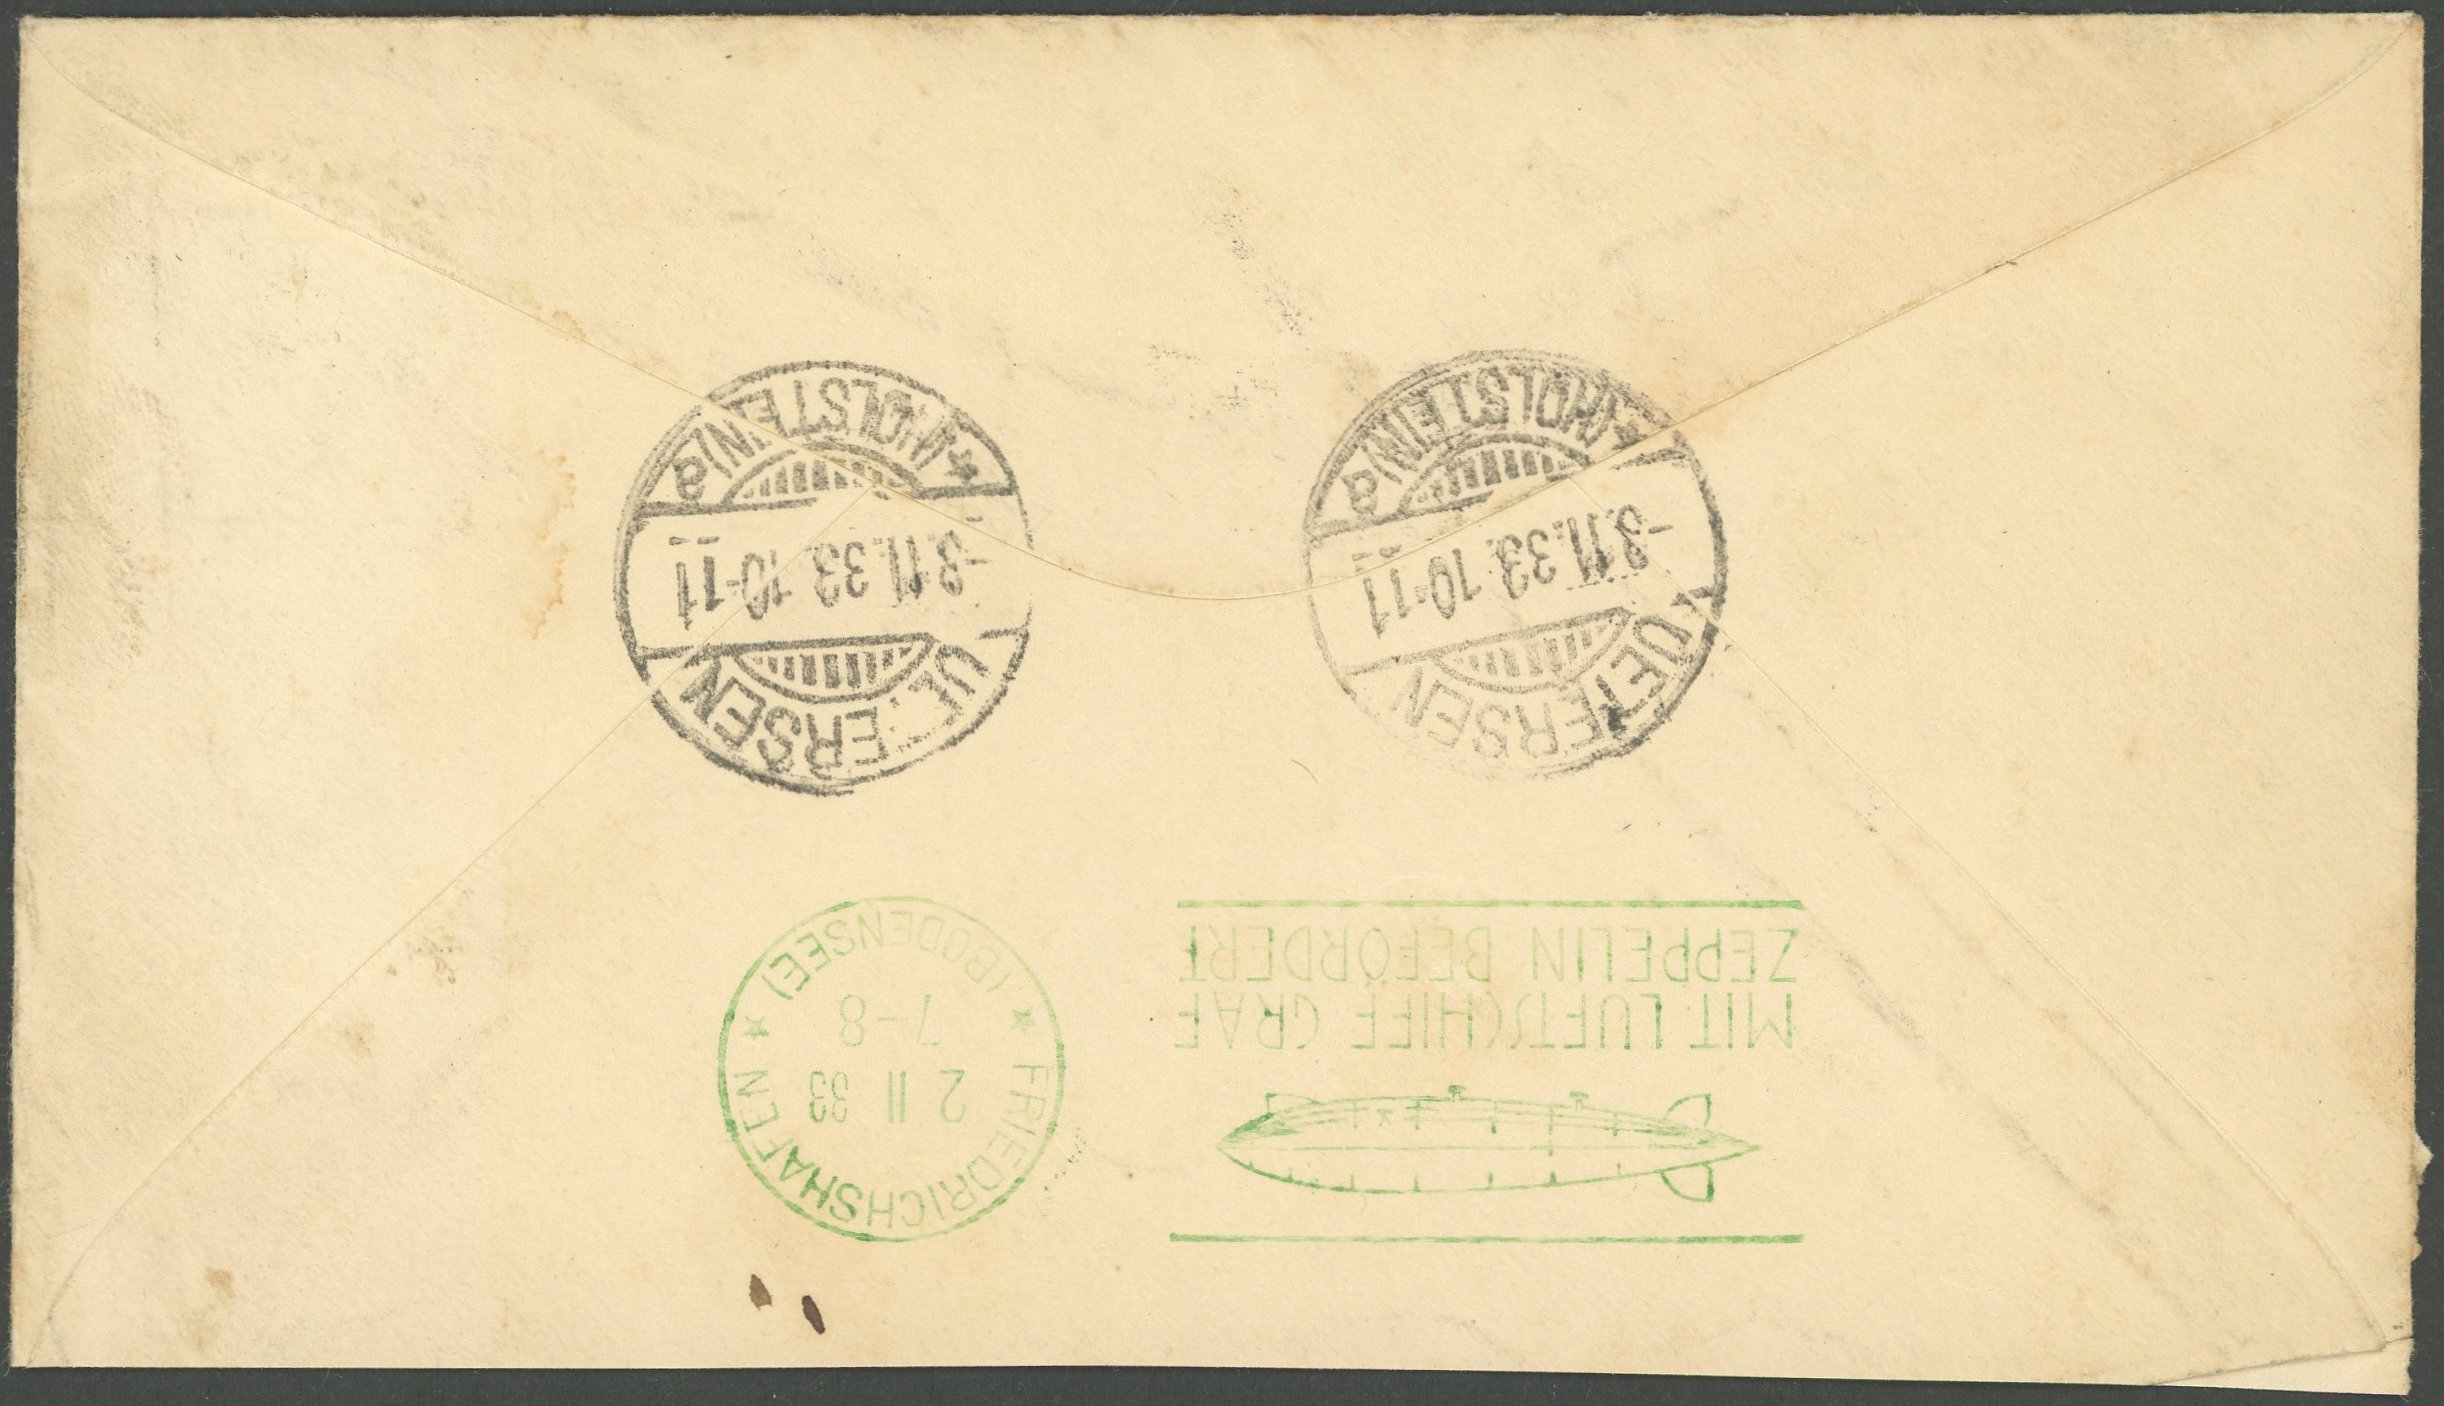 MIT LUFTSCHIFF GRAF
ZEPPELIN BEFÖRDERT
★ FRIEDRICHSHAFEN ★
2 11 33
7-8
(BODENSEE)
UETERSEN
-3.11.33. 10-11
★ (HOLSTEIN) a
UETERSEN
-3.11.33. 10-11
★ (HOLSTEIN) a